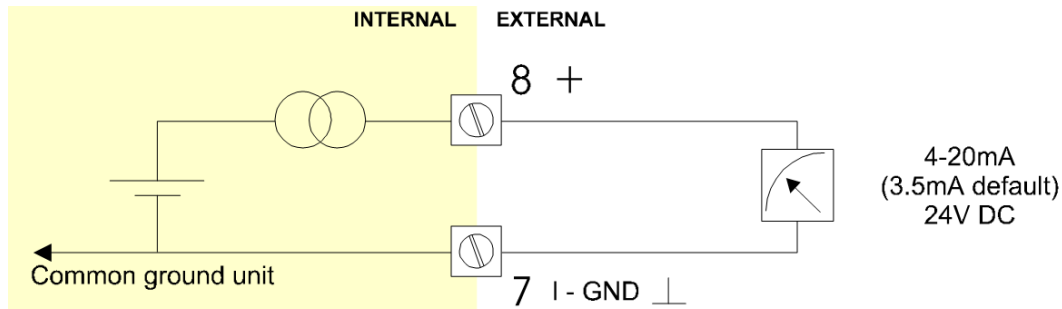 INTERNAL EXTERNAL
8 +
4-20mA
(3.5mA default)
24V DC
Common ground unit
7 I - GND